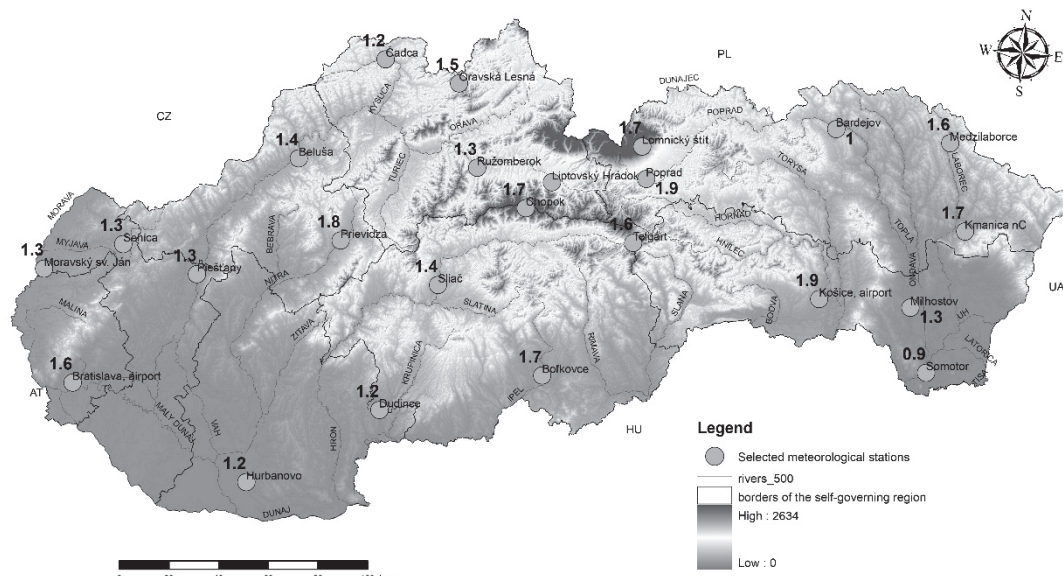 N
W
E
S
PL
CZ
UA
AT
HU
1.2
Čadca
1.5
Oravská Lesná
DUNAJEC
POPRAD
KYSUCA
ORAVA
1.7
Lomnický štít
Bardejov
1
1.6
Medzilaborce
LABOREC
1.4
Beluša
TURIEC
1.3
Ružomberok
Liptovský Hrádok
Poprad
1.9
TORYSA
1.7
Chopok
MORAVA
1.3
Senica
MYJAVA
1.3
Moravský sv. Ján
1.3
Piešťany
BEBRAVA
1.8
Prievidza
NITRA
1.6
Telgárt
HORNÁD
HNILEC
TOPĽA
ONDAVA
1.7
Kmanica nC
1.4
Sliač
SLATINA
MALINA
ŽITAVA
KRUPINICA
RIMAVA
SLANÁ
BODVA
1.9
Košice, airport
Milhostov
1.3
UH
LATORICA
0.9
Somotor
TISA
1.6
Bratislava, airport
MALÝ DUNAJ
VÁH
1.2
Dudince
HRON
1.7
Boľkovce
IPEĽ
1.2
Hurbanovo
DUNAJ
Legend
Selected meteorological stations
rivers_500
borders of the self-governing region
High : 2634
Low : 0